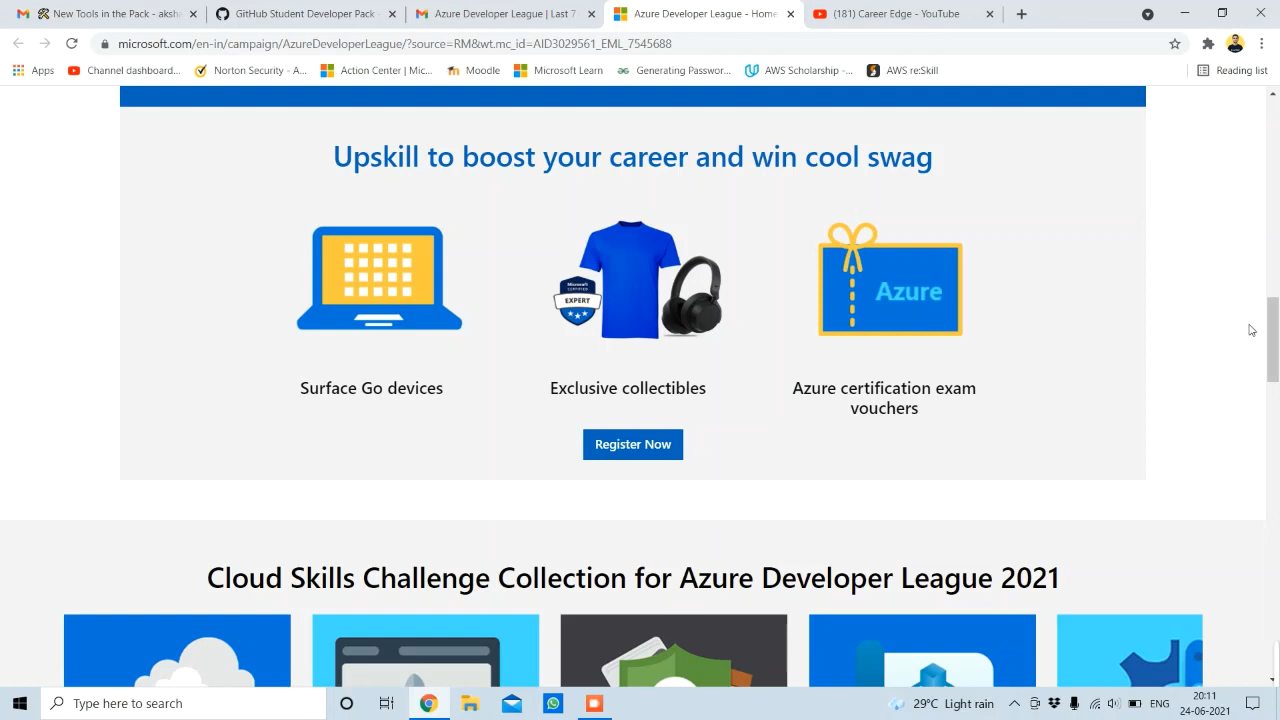 New Tools in the Pack - aksh
GitHub Student Developer Pack -
Azure Developer League | Last 7
Azure Developer League - Home
(181) Career Edge - YouTube
microsoft.com/en-in/campaign/AzureDeveloperLeague/?source=RM&wt.mc_id=AID3029561_EML_7545688
Apps
Channel dashboard...
Norton Security - A...
Action Center | Mic...
Moodle
Microsoft Learn
Generating Passwor...
AWS Scholarship -...
AWS re:Skill
Reading list
Upskill to boost your career and win cool swag
Microsoft
CERTIFIED
EXPERT
Azure
Surface Go devices
Exclusive collectibles
Azure certification exam
vouchers
Register Now
Cloud Skills Challenge Collection for Azure Developer League 2021
Type here to search
29°C Light rain
ENG
20:11
24-06-2021